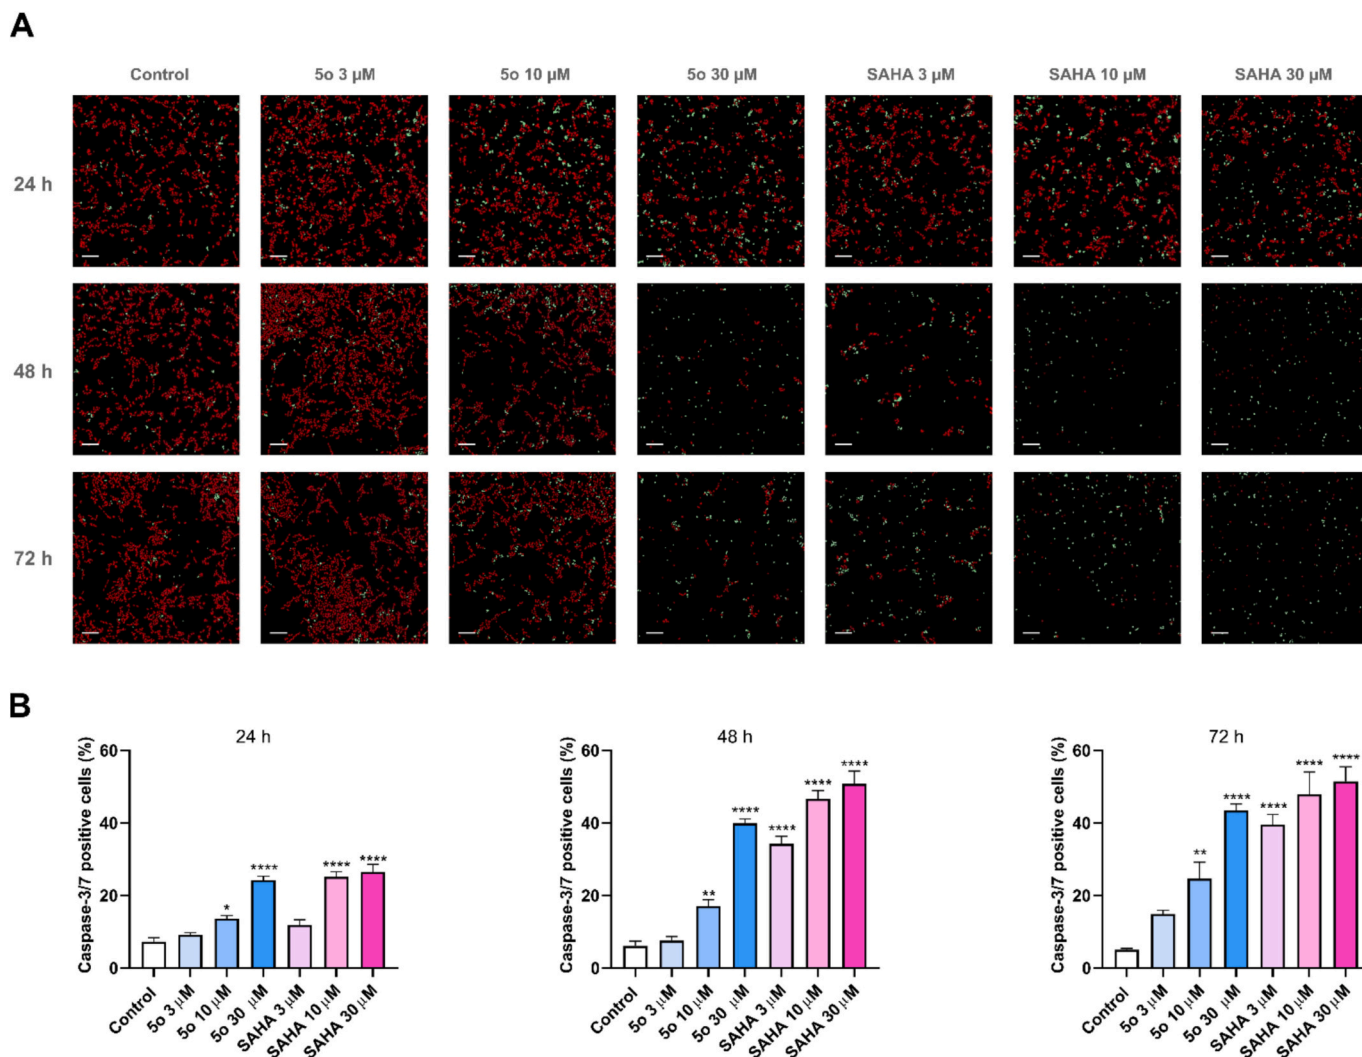 A
Control 5o 3 µM 5o 10 µM 5o 30 µM SAHA 3 µM SAHA 10 µM SAHA 30 µM
24 h
48 h
72 h
B
24 h
Caspase-3/7 positive cells (%)
60
40
20
0
*
****
****
****
Control
5o 3 µM
5o 10 µM
5o 30 µM
SAHA 3 µM
SAHA 10 µM
SAHA 30 µM
48 h
Caspase-3/7 positive cells (%)
60
40
20
0
**
****
****
****
****
Control
5o 3 µM
5o 10 µM
5o 30 µM
SAHA 3 µM
SAHA 10 µM
SAHA 30 µM
72 h
Caspase-3/7 positive cells (%)
60
40
20
0
**
****
****
****
****
Control
5o 3 µM
5o 10 µM
5o 30 µM
SAHA 3 µM
SAHA 10 µM
SAHA 30 µM